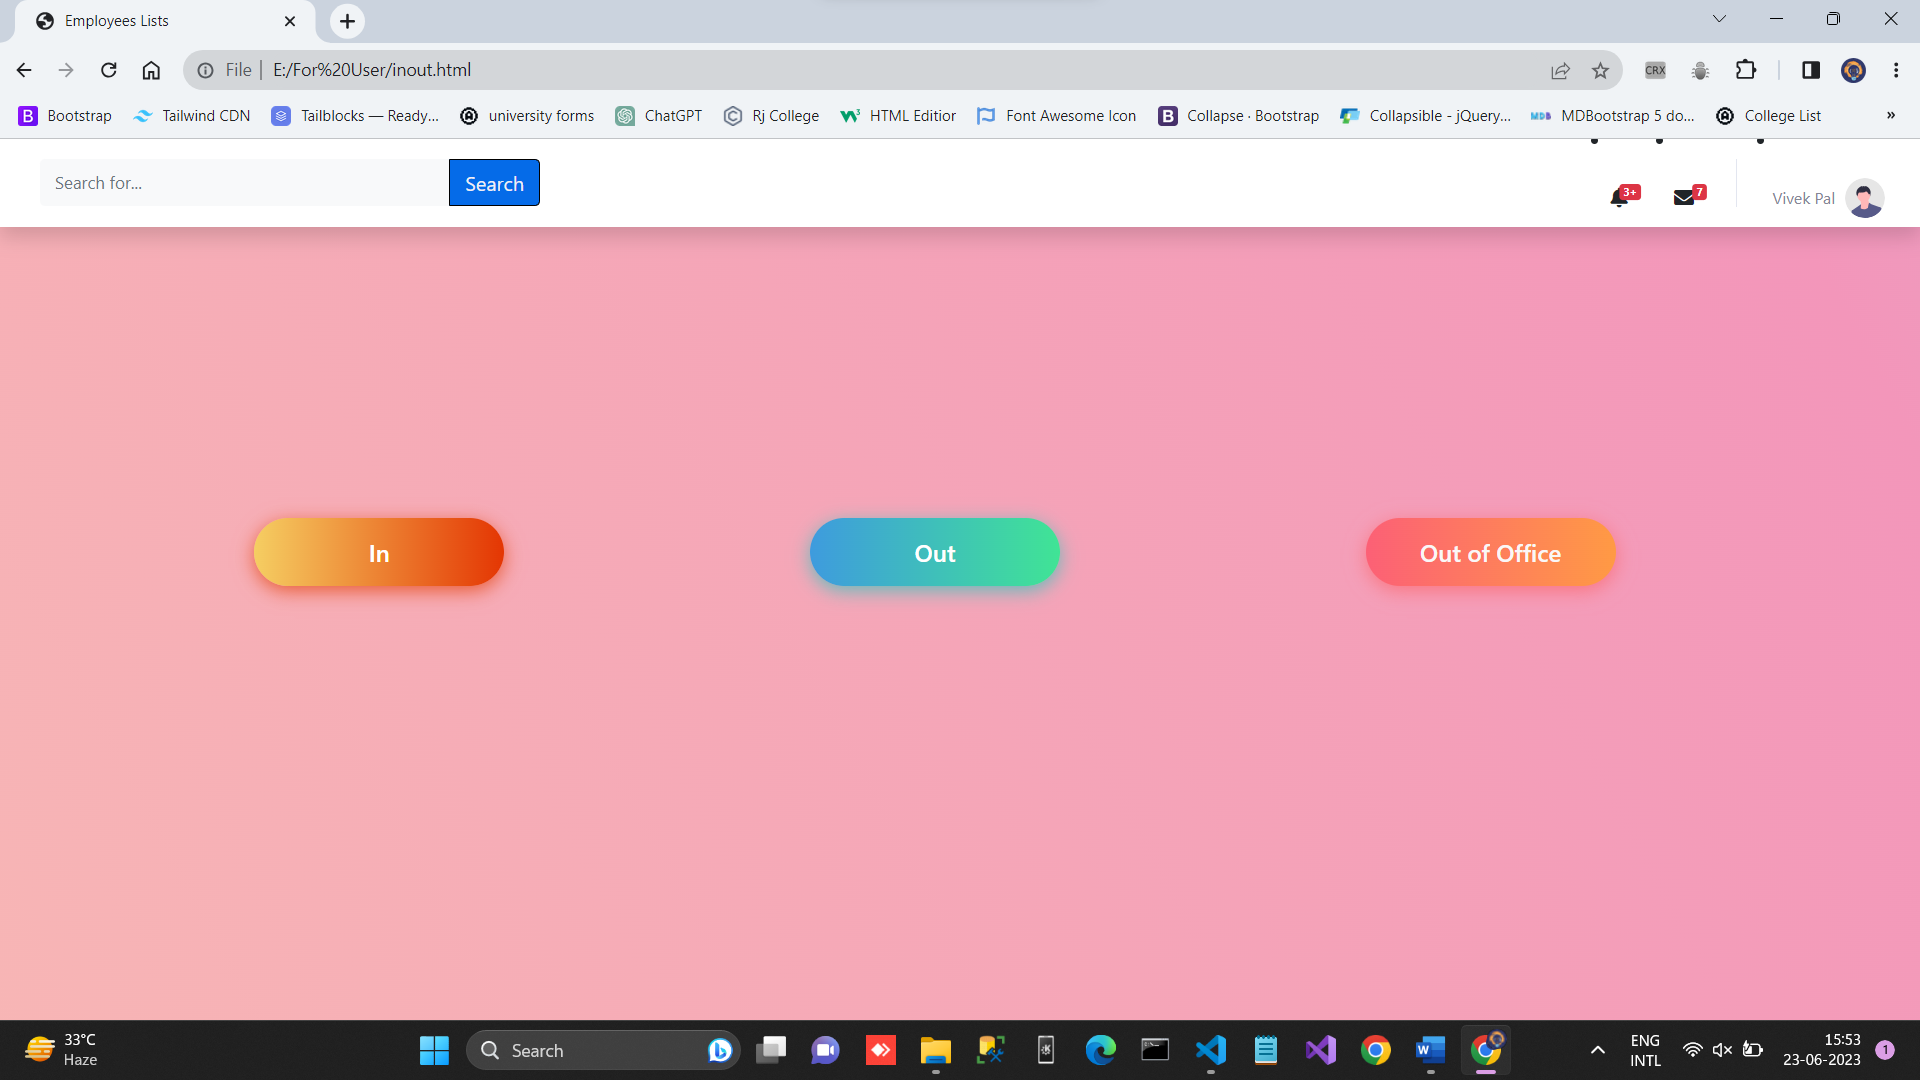 Employees Lists
File E:/For%20User/inout.html
CRX
Bootstrap Tailwind CDN Tailblocks — Ready... university forms ChatGPT Rj College HTML Editior Font Awesome Icon Collapse · Bootstrap Collapsible - jQuery... MDB MDBootstrap 5 do... College List »
Search for... Search 3+ 7 Vivek Pal
In Out Out of Office
33°C
Haze
Search
ENG
INTL
15:53
23-06-2023
1